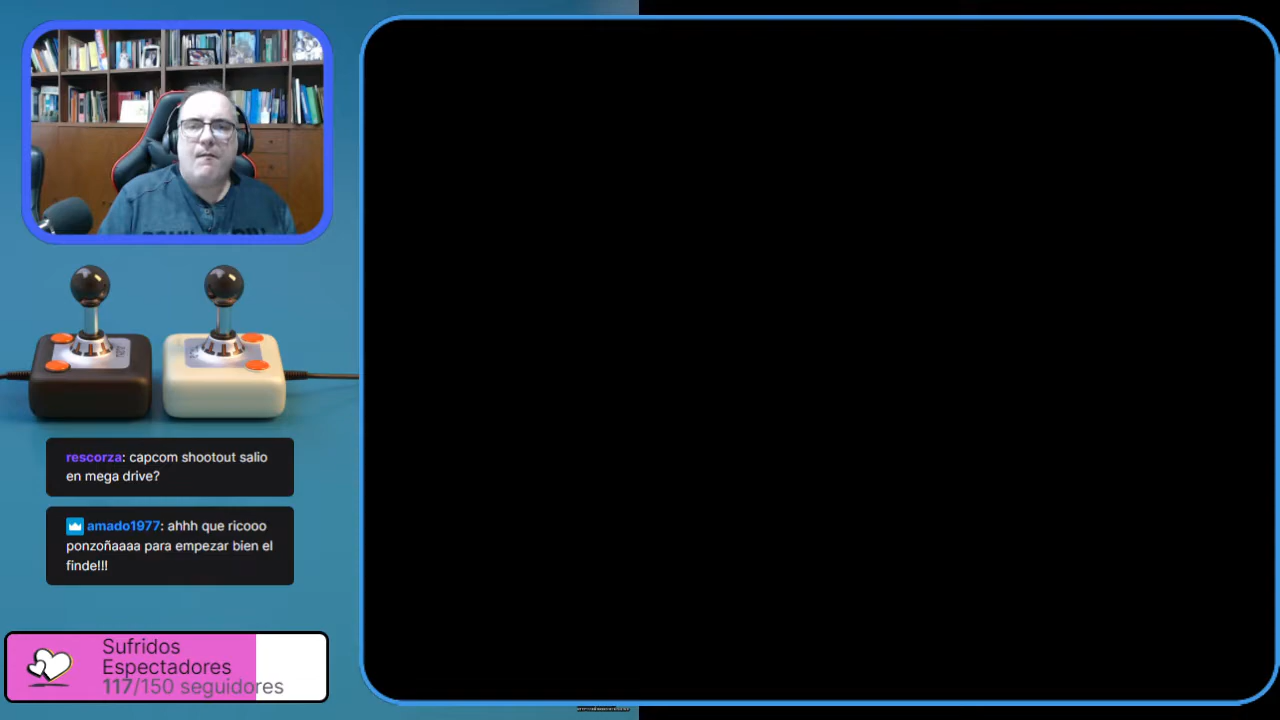 rescorza: capcom shootout salio
en mega drive?
amado1977: ahhh que ricooo
ponzoñaaaa para empezar bien el
finde!!!
Sufridos
Espectadores
117/150 seguidores